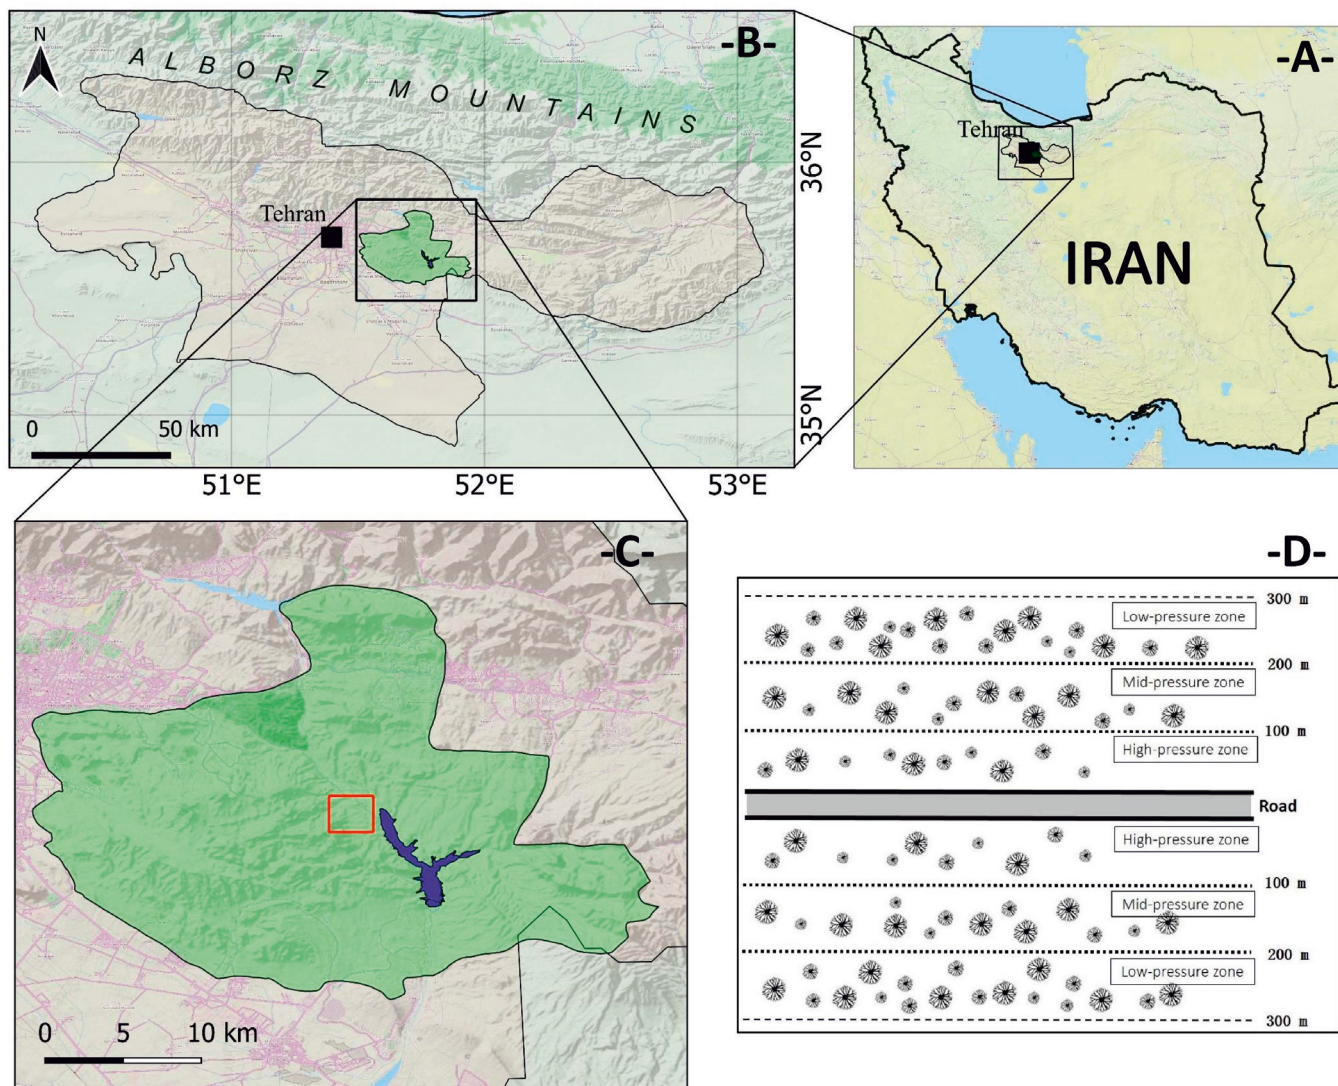 -B-
N
ALBORZ MOUNTAINS
Tehran
0 50 km
36°N
35°N
51°E 52°E 53°E
-A-
Tehran
IRAN
-C-
0 5 10 km
-D-
300 m
Low-pressure zone
200 m
Mid-pressure zone
100 m
High-pressure zone
Road
High-pressure zone
100 m
Mid-pressure zone
200 m
Low-pressure zone
300 m